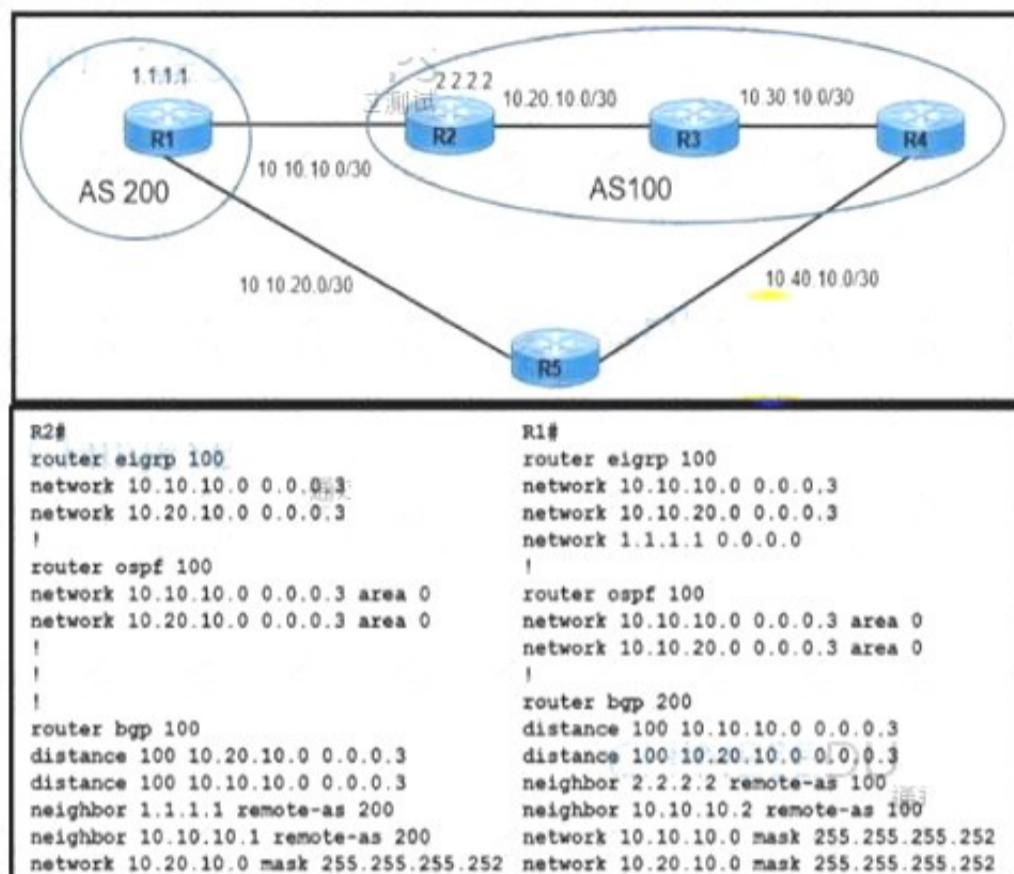 1.1.1.1
2 2 2 2
测试
10.20.10.0/30
10 30.10 0/30
R1
R2
R3
R4
10 10.10 0/30
AS 200
AS100
10 10.20.0/30
10 40.10.0/30
R5
R2#
router eigrp 100
network 10.10.10.0 0.0.0.3
network 10.20.10.0 0.0.0.3
!
router ospf 100
network 10.10.10.0 0.0.0.3 area 0
network 10.20.10.0 0.0.0.3 area 0
!
!
!
router bgp 100
distance 100 10.20.10.0 0.0.0.3
distance 100 10.10.10.0 0.0.0.3
neighbor 1.1.1.1 remote-as 200
neighbor 10.10.10.1 remote-as 200
network 10.20.10.0 mask 255.255.255.252
R1#
router eigrp 100
network 10.10.10.0 0.0.0.3
network 10.10.20.0 0.0.0.3
network 1.1.1.1 0.0.0.0
!
router ospf 100
network 10.10.10.0 0.0.0.3 area 0
network 10.10.20.0 0.0.0.3 area 0
!
router bgp 200
distance 100 10.10.10.0 0.0.0.3
distance 100 10.20.10.0 0.0.0.3
neighbor 2.2.2.2 remote-as 100
neighbor 10.10.10.2 remote-as 100
network 10.10.10.0 mask 255.255.255.252
network 10.20.10.0 mask 255.255.255.252